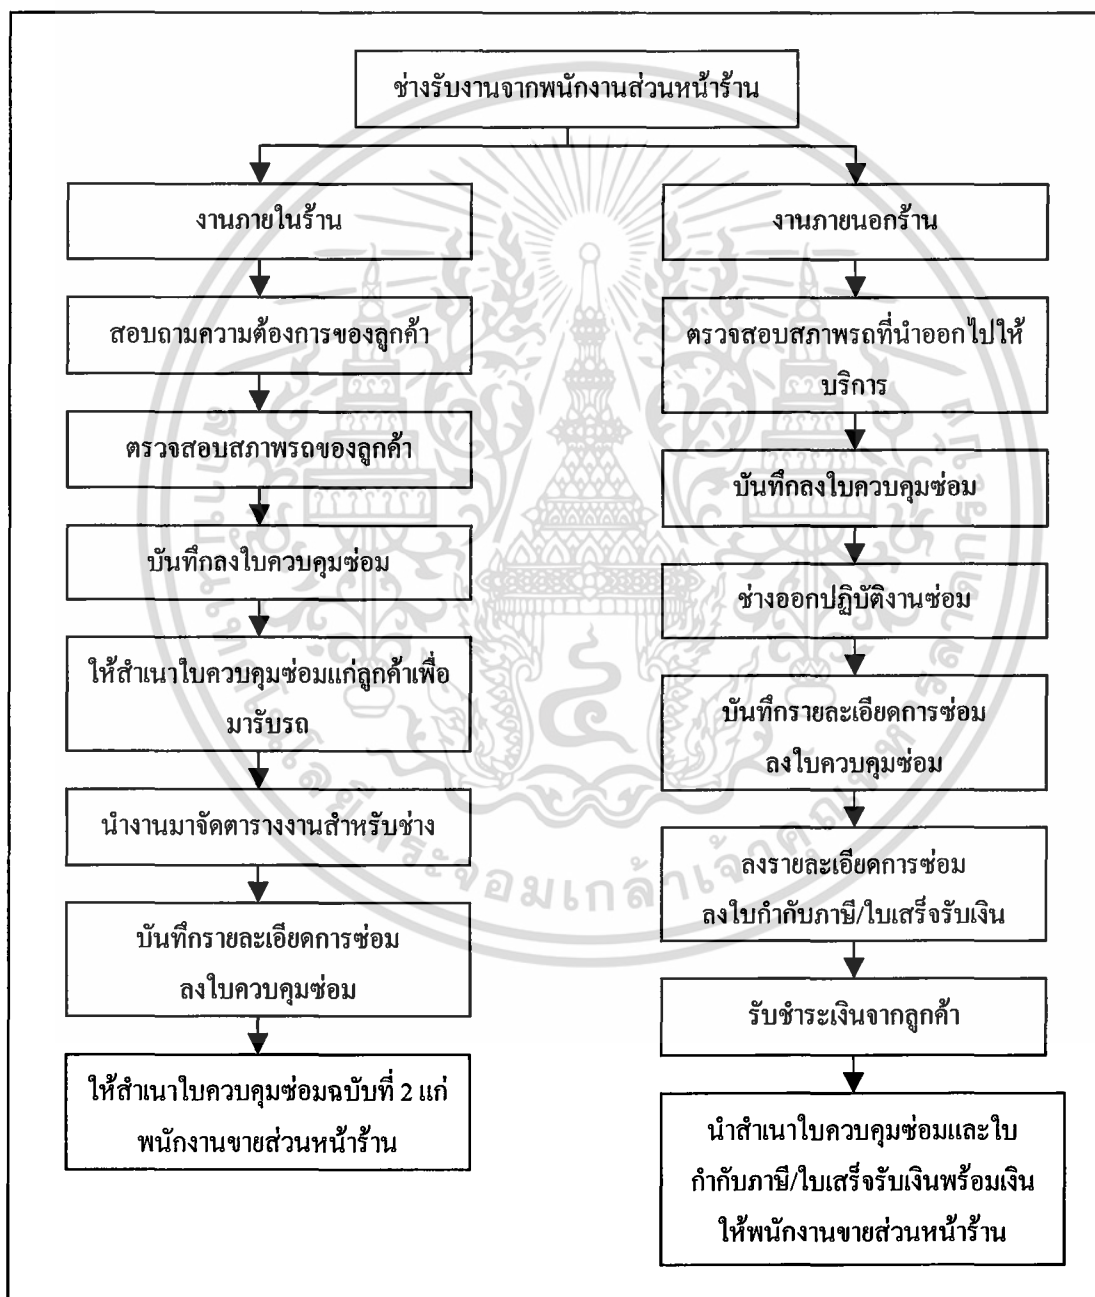 ช่างรับงานจากพนักงานส่วนหน้าร้าน
งานภายในร้าน
สอบถามความต้องการของลูกค้า
ตรวจสอบสภาพรถของลูกค้า
บันทึกลงใบควบคุมซ่อม
ให้สำเนาใบควบคุมซ่อมแก่ลูกค้าเพื่อ
มารับรถ
นำงานมาจัดตารางงานสำหรับช่าง
บันทึกรายละเอียดการซ่อม
ลงใบควบคุมซ่อม
ให้สำเนาใบควบคุมซ่อมฉบับที่ 2 แก่
พนักงานขายส่วนหน้าร้าน
งานภายนอกร้าน
ตรวจสอบสภาพรถที่นำออกไปให้
บริการ
บันทึกลงใบควบคุมซ่อม
ช่างออกปฏิบัติงานซ่อม
บันทึกรายละเอียดการซ่อม
ลงใบควบคุมซ่อม
ลงรายละเอียดการซ่อม
ลงใบกำกับภาษี/ใบเสร็จรับเงิน
รับชำระเงินจากลูกค้า
นำสำเนาใบควบคุมซ่อมและใบ
กำกับภาษี/ใบเสร็จรับเงินพร้อมเงิน
ให้พนักงานขายส่วนหน้าร้าน
พระจอมเกล้าเจ้าคุณทหาร